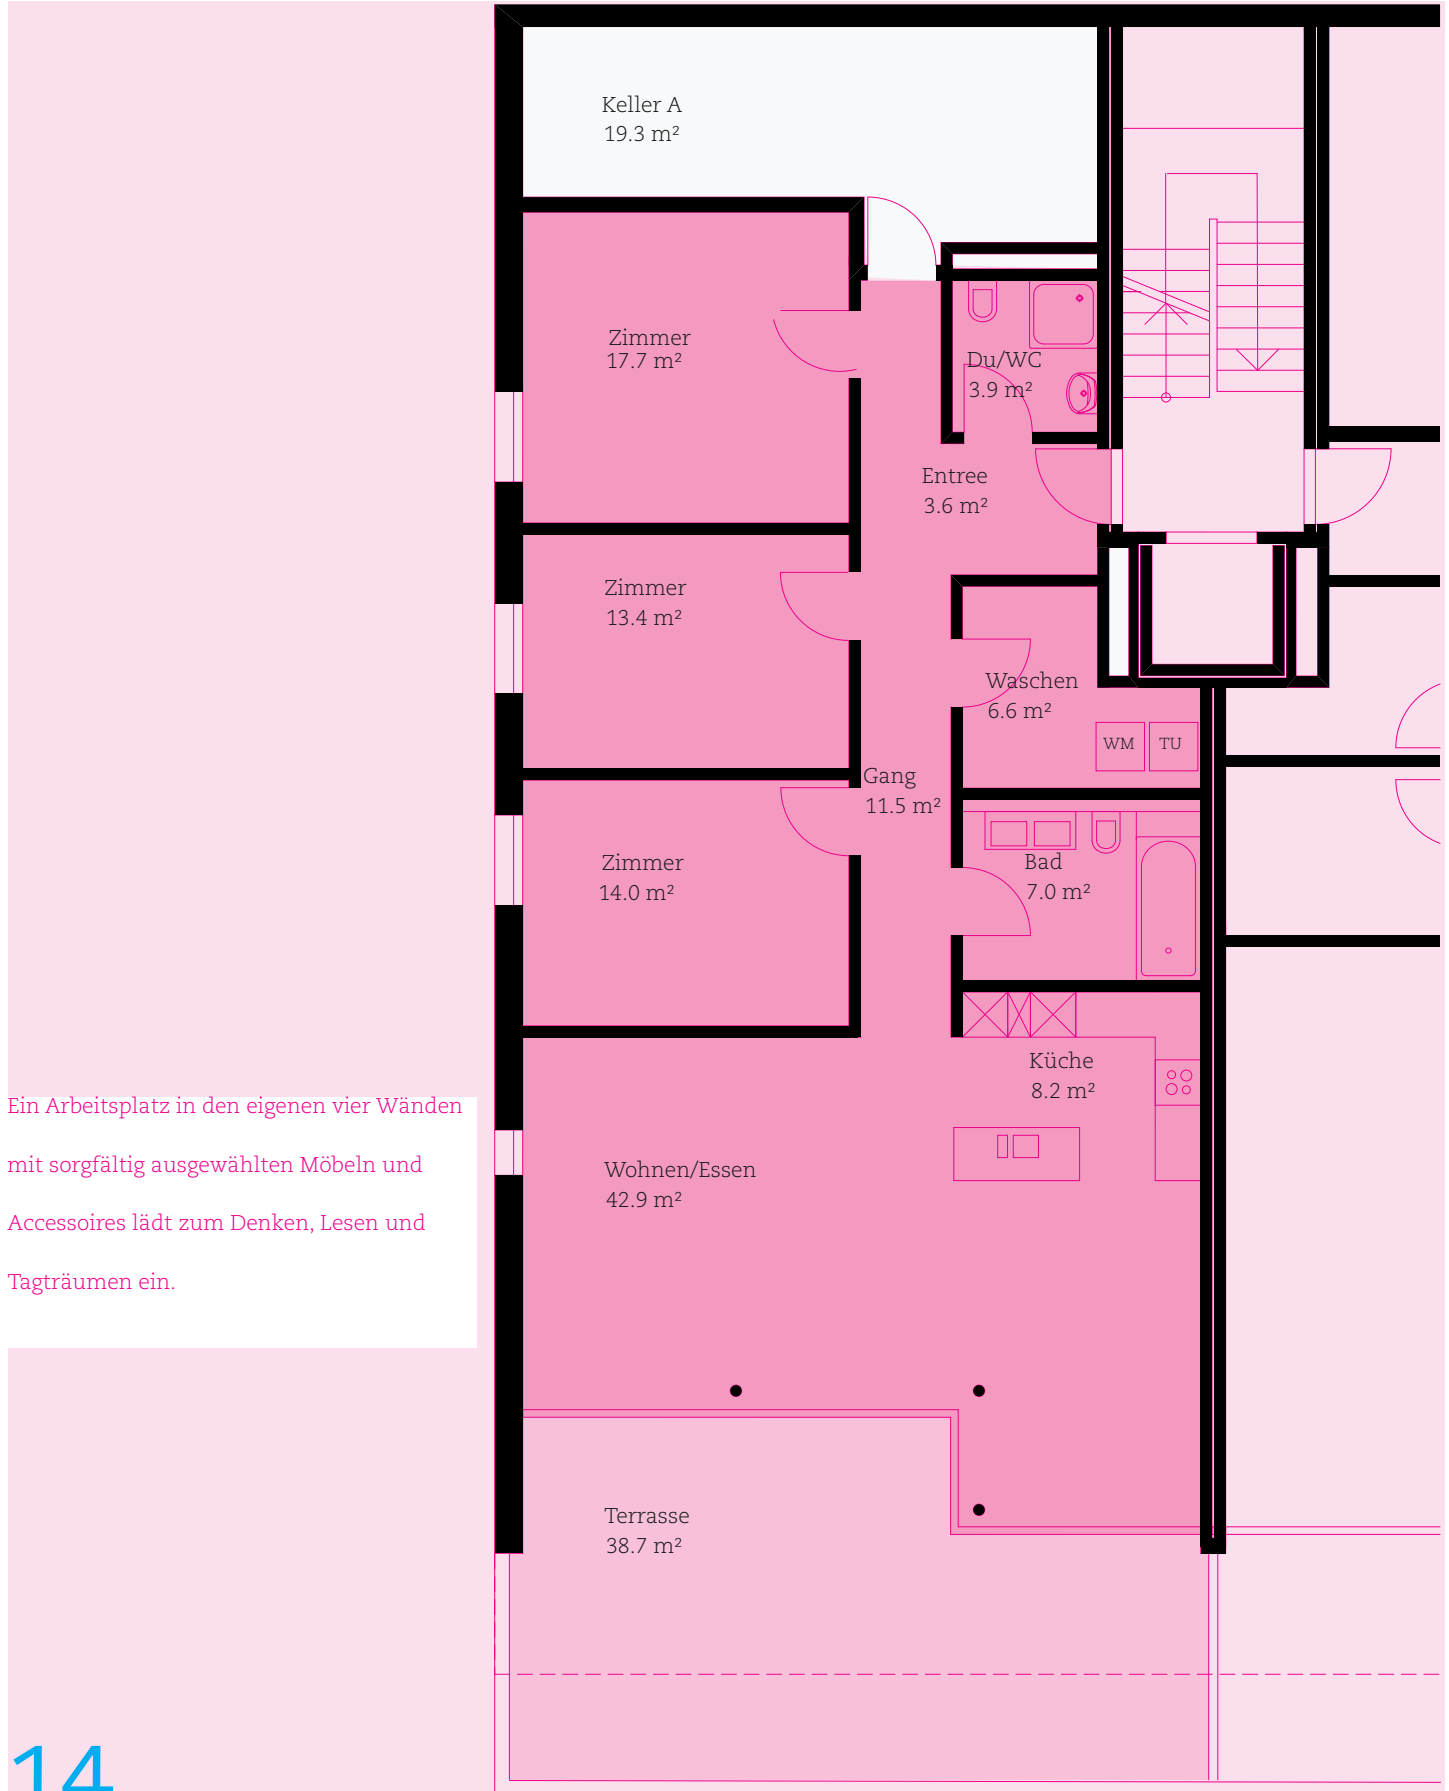 Keller A
19.3 m²
Zimmer
17.7 m²
Du/WC
3.9 m²
Entree
3.6 m²
Zimmer
13.4 m²
Waschen
6.6 m²
WM TU
Gang
11.5 m²
Zimmer
14.0 m²
Bad
7.0 m²
Küche
8.2 m²
Ein Arbeitsplatz in den eigenen vier Wänden
mit sorgfältig ausgewählten Möbeln und
Accessoires lädt zum Denken, Lesen und
Tagträumen ein.
Wohnen/Essen
42.9 m²
Terrasse
38.7 m²
14